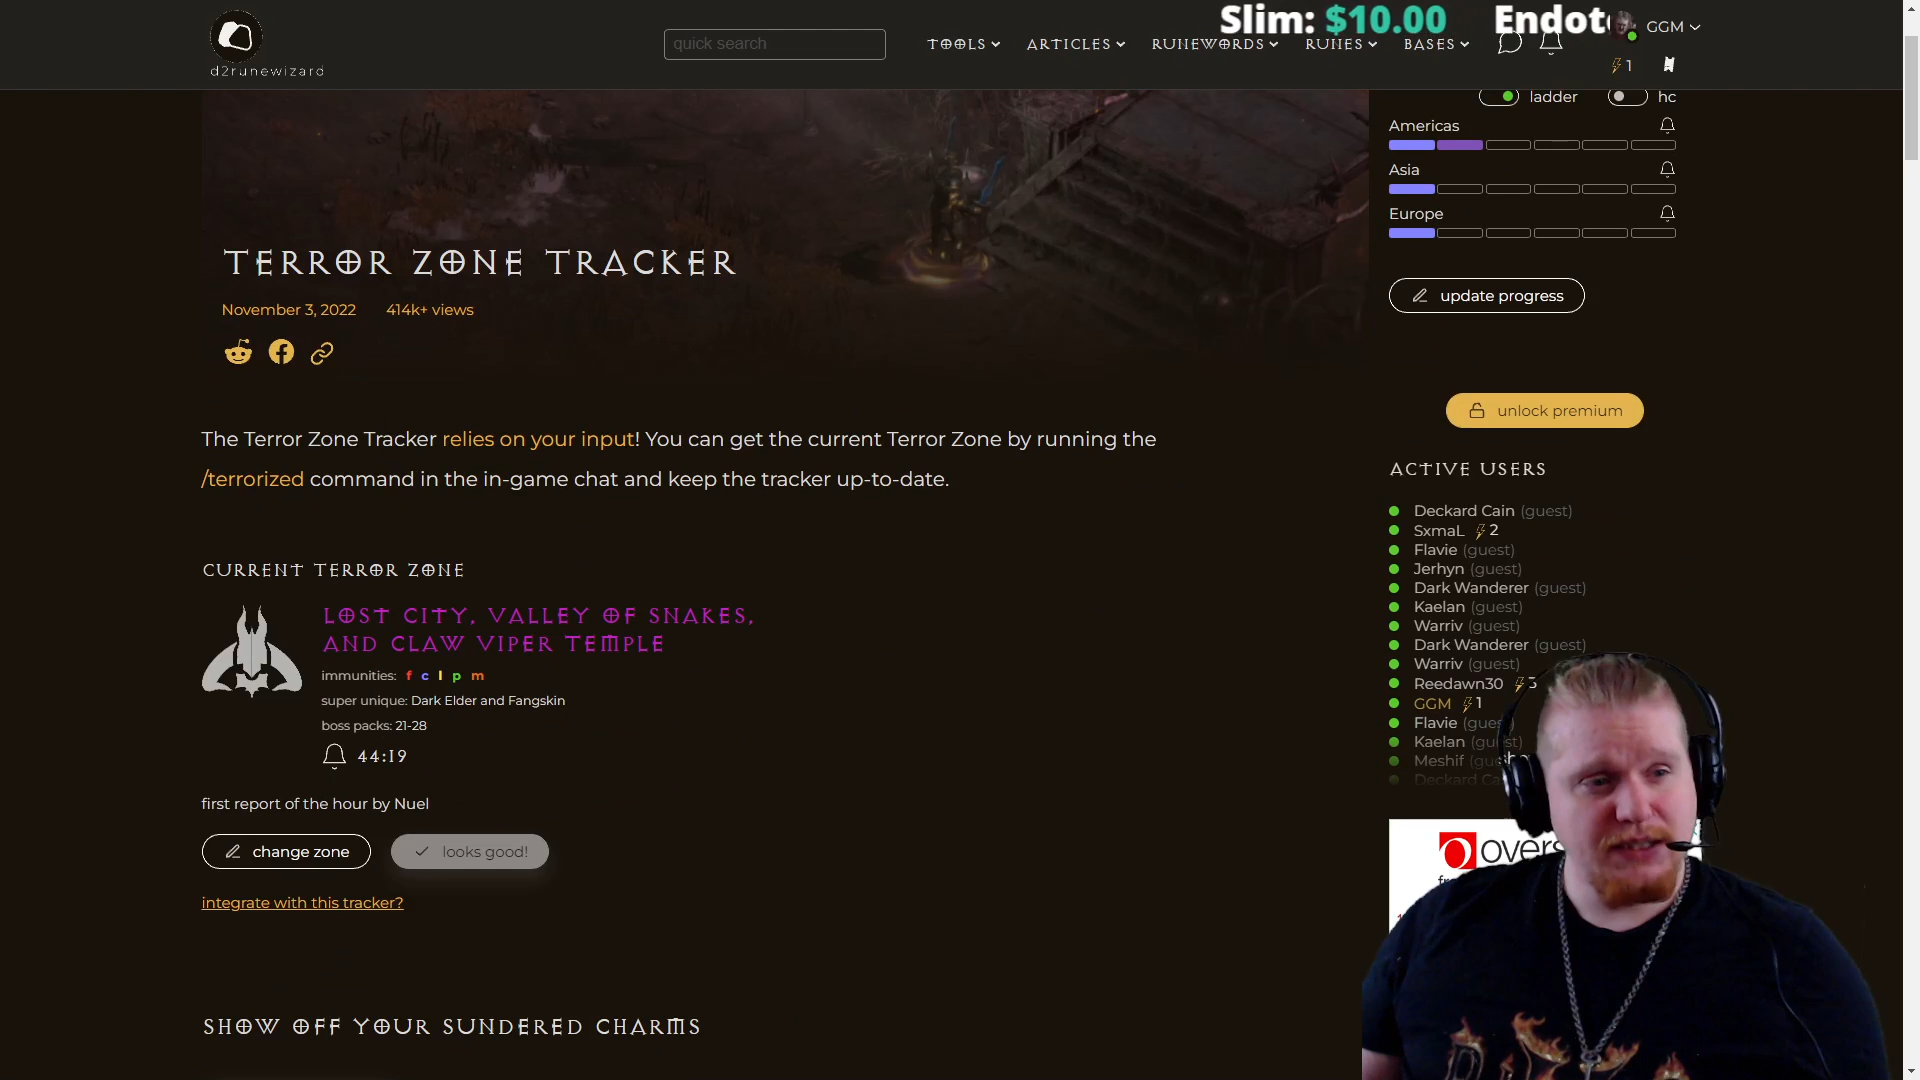 Slim: $10.00 Endot
GGM
d2runewizard
quick search
TOOLS
ARTICLES
RUNEWORDS
RUNES
BASES
1
ladder
hc
Americas
Asia
Europe
update progress
TERROR ZONE TRACKER
November 3, 2022 414k+ views
The Terror Zone Tracker relies on your input! You can get the current Terror Zone by running the
/terrorized command in the in-game chat and keep the tracker up-to-date.
CURRENT TERROR ZONE
LOST CITY, VALLEY OF SNAKES,
AND CLAW VIPER TEMPLE
immunities: f c l p m
super unique: Dark Elder and Fangskin
boss packs: 21-28
44:19
first report of the hour by Nuel
change zone
looks good!
integrate with this tracker?
SHOW OFF YOUR SUNDERED CHARMS
unlock premium
ACTIVE USERS
Deckard Cain (guest)
SxmaL 2
Flavie (guest)
Jerhyn (guest)
Dark Wanderer (guest)
Kaelan (guest)
Warriv (guest)
Dark Wanderer (guest)
Warriv (guest)
Reedawn30
GGM 1
Flavie (gues
Kaelan (guest)
Meshif
Deckard
overs